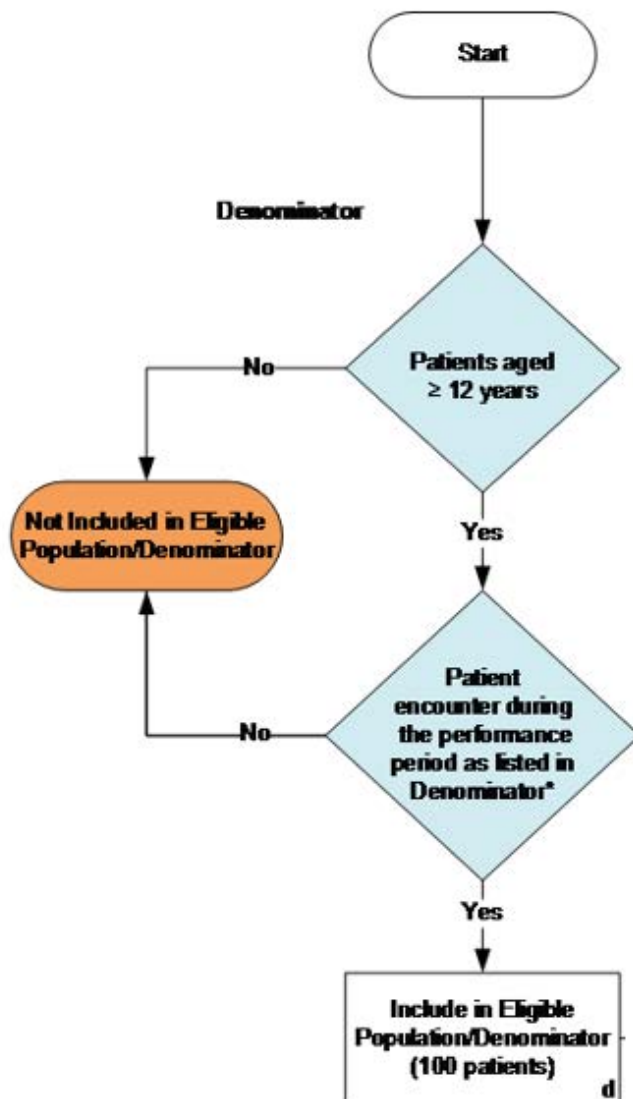 Start
Denominator
Patients aged
≥ 12 years
No
Not Included in Eligible
Population/Denominator
Yes
Patient
encounter during
the performance
period as listed in
Denominator*
No
Yes
Include in Eligible
Population/Denominator
(100 patients)
d